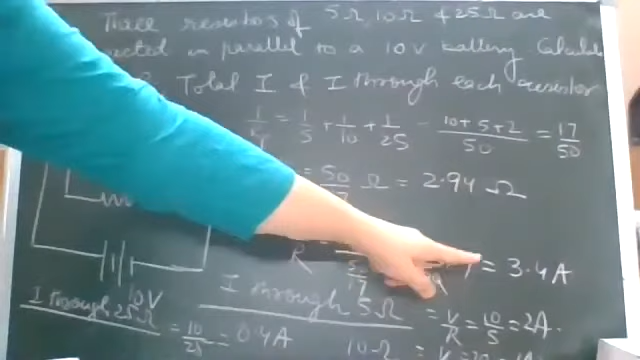 Three resistors of 5Ω, 10Ω & 25Ω are
in parallel to a 10V battery. Calculate
Total I & I through each resistor
1/ = 1/5 + 1/10 + 1/25 = 10+5+2/50 = 17/50
= 50/ Ω = 2.94 Ω
R = 3.4A
10V
I through 5Ω = V/R = 10/5 = 2A.
I through 25Ω = 10/25 = 0.4A
10Ω